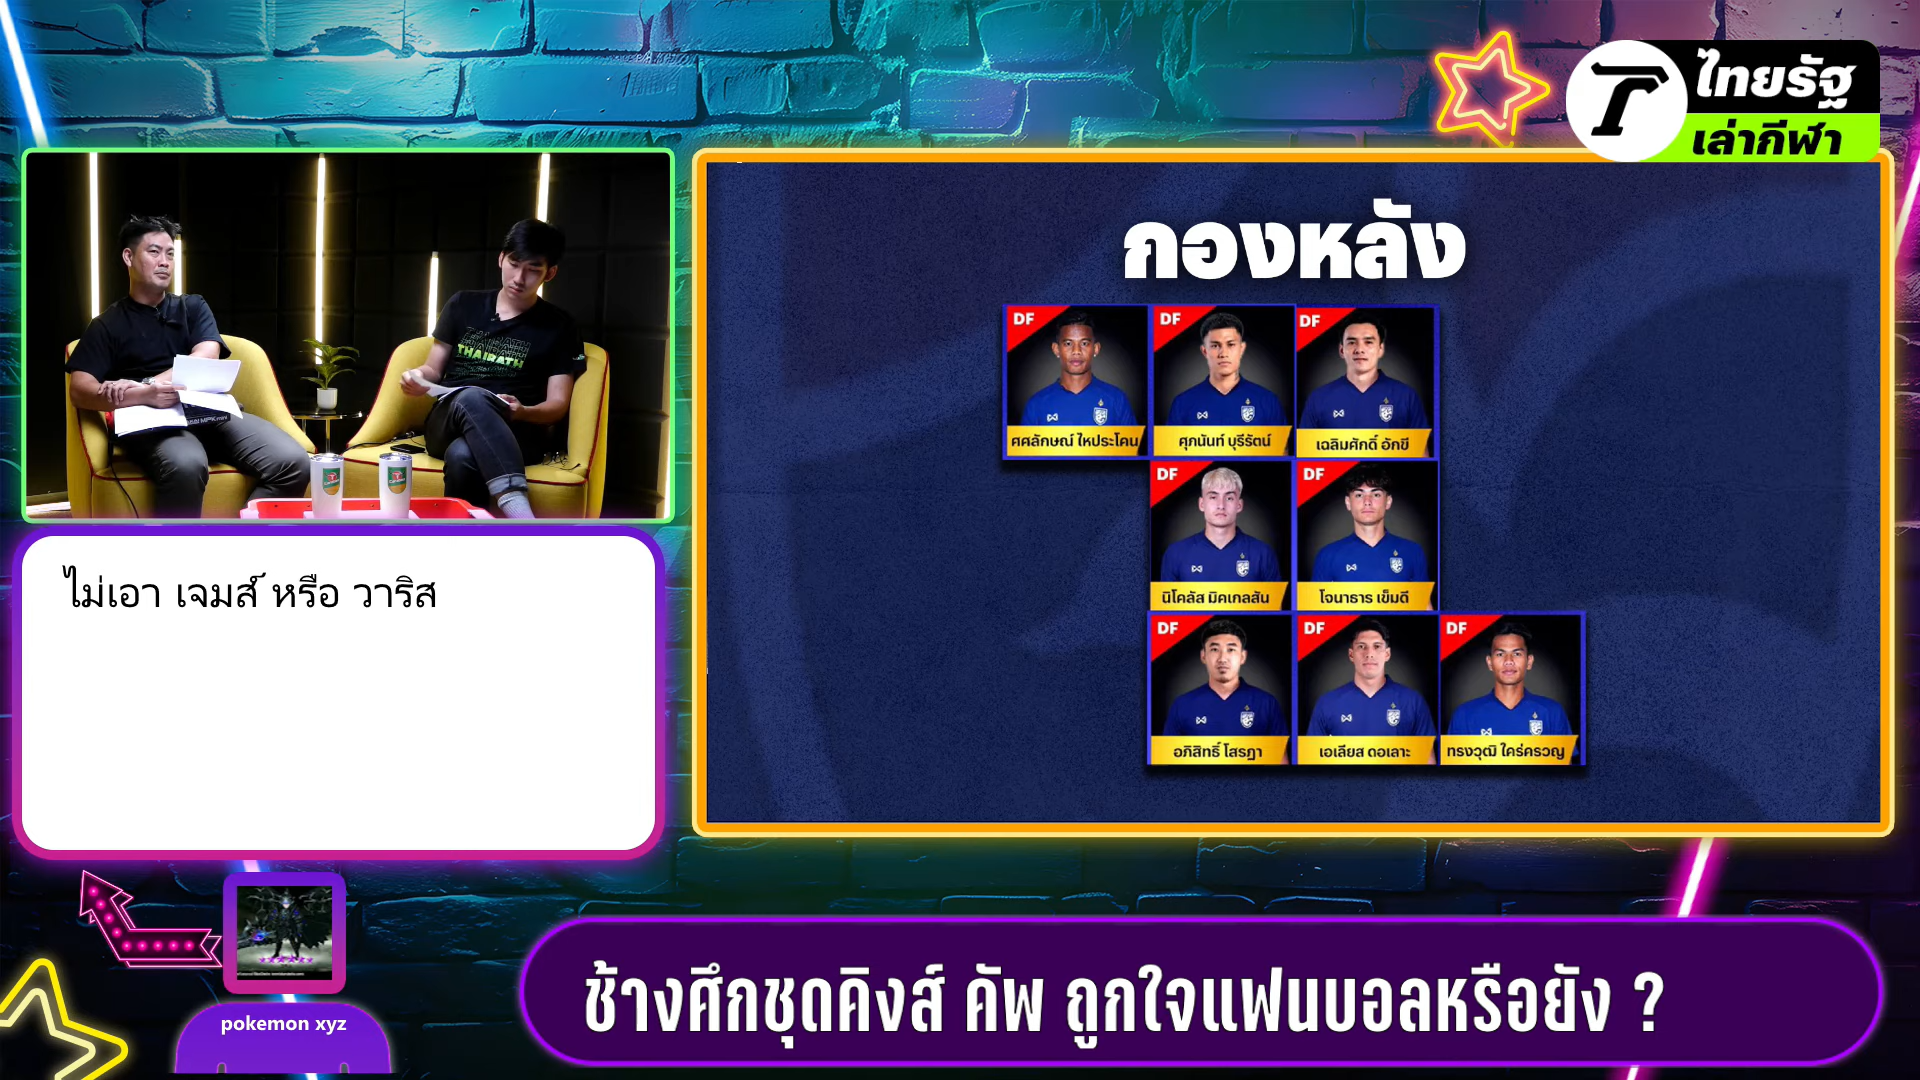 ไทยรัฐ
เล่ากีฬา
กองหลัง
DF
DF
DF
ศศลักษณ์ ไหประโคน
ศุภนันท์ บุรีรัตน์
เฉลิมศักดิ์ อักขี
DF
DF
นิโคลัส มิคเกลสัน
โจนาธาร เข็มดี
DF
DF
DF
อภิสิทธิ์ โสรฎา
เอเลียส ดอเลาะ
ทรงวุฒิ ใคร่ครวญ
THAIRATH
ไม่เอา เจมส์ หรือ วาริส
pokemon xyz
ช้างศึกชุดคิงส์ คัพ ถูกใจแฟนบอลหรือยัง ?